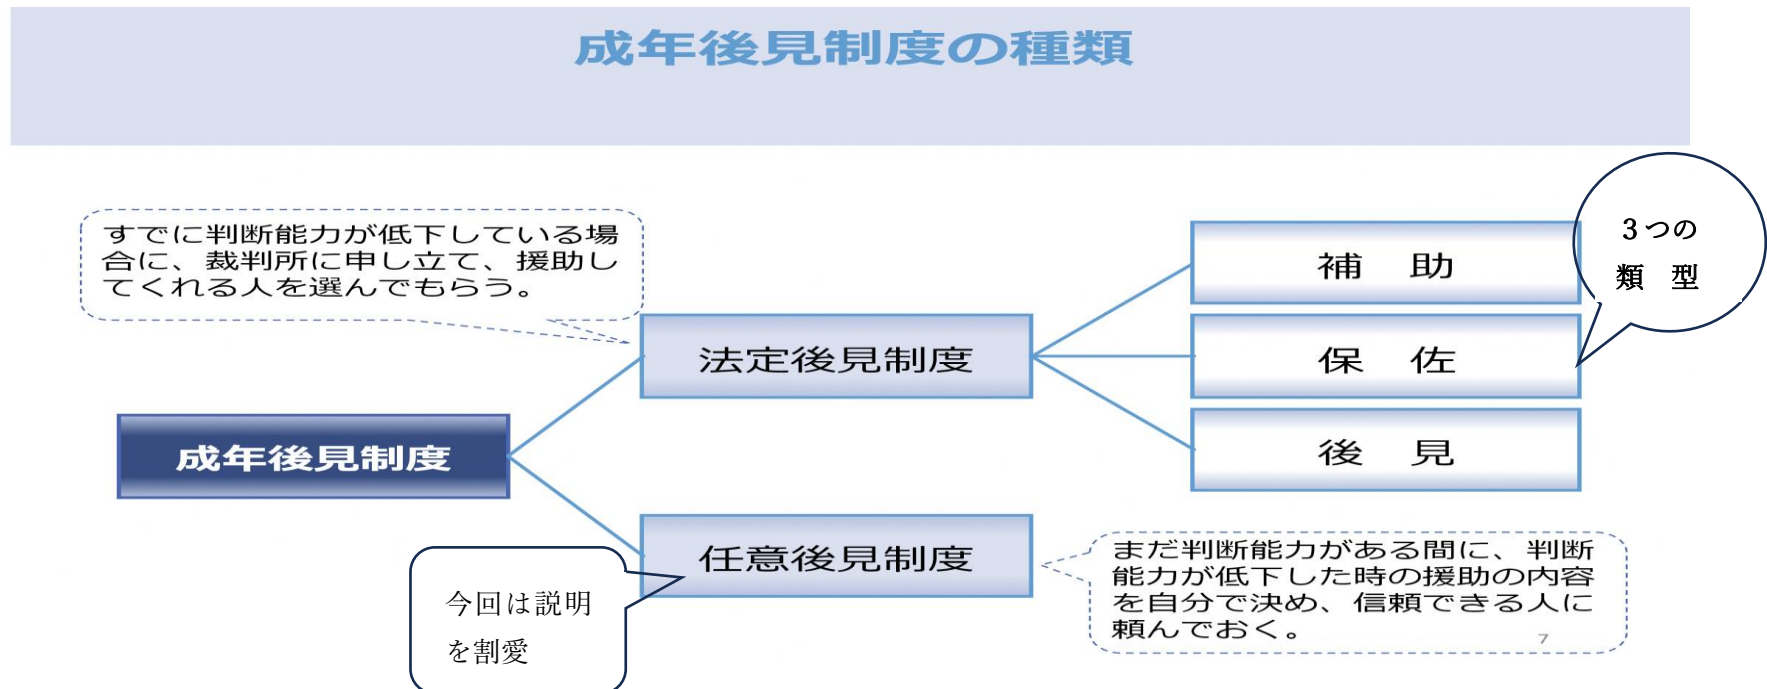 成年後見制度の種類
すでに判断能力が低下している場
合に、裁判所に申し立て、援助し
てくれる人を選んでもらう。
3つの
類　型
補　助
法定後見制度
保　佐
成年後見制度
後　見
任意後見制度
今回は説明
を割愛
まだ判断能力がある間に、判断
能力が低下した時の援助の内容
を自分で決め、信頼できる人に
頼んでおく。
7